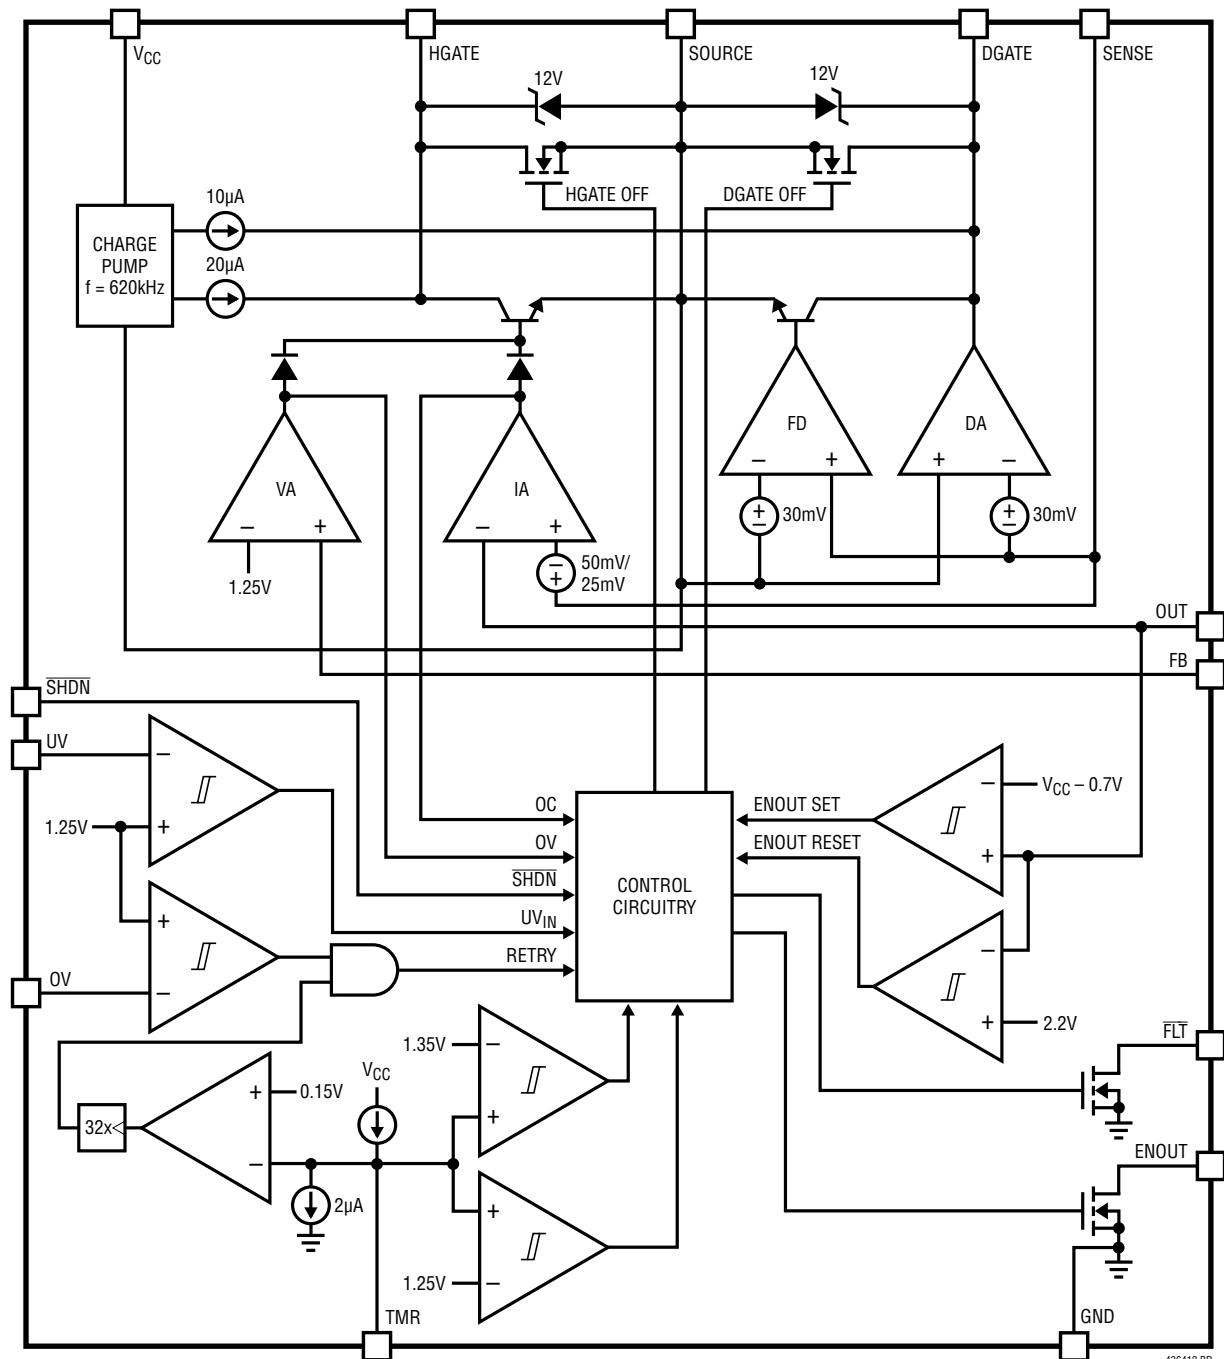 VCC
HGATE
SOURCE
DGATE
SENSE
12V
12V
HGATE OFF
DGATE OFF
10µA
CHARGE
PUMP
f = 620kHz
20µA
FD
DA
– +
+ –
VA
IA
– +
– +
+
–
30mV
+
–
30mV
1.25V
–
+
50mV/
25mV
OUT
FB
SHDN
UV
–
1.25V
+
+
OV
–
OC
OV
SHDN
UVIN
RETRY
CONTROL
CIRCUITRY
ENOUT SET
ENOUT RESET
–
VCC – 0.7V
+
–
+
2.2V
FLT
1.35V
–
+
VCC
+
0.15V
32x
–
2µA
+
1.25V
–
ENOUT
TMR
GND